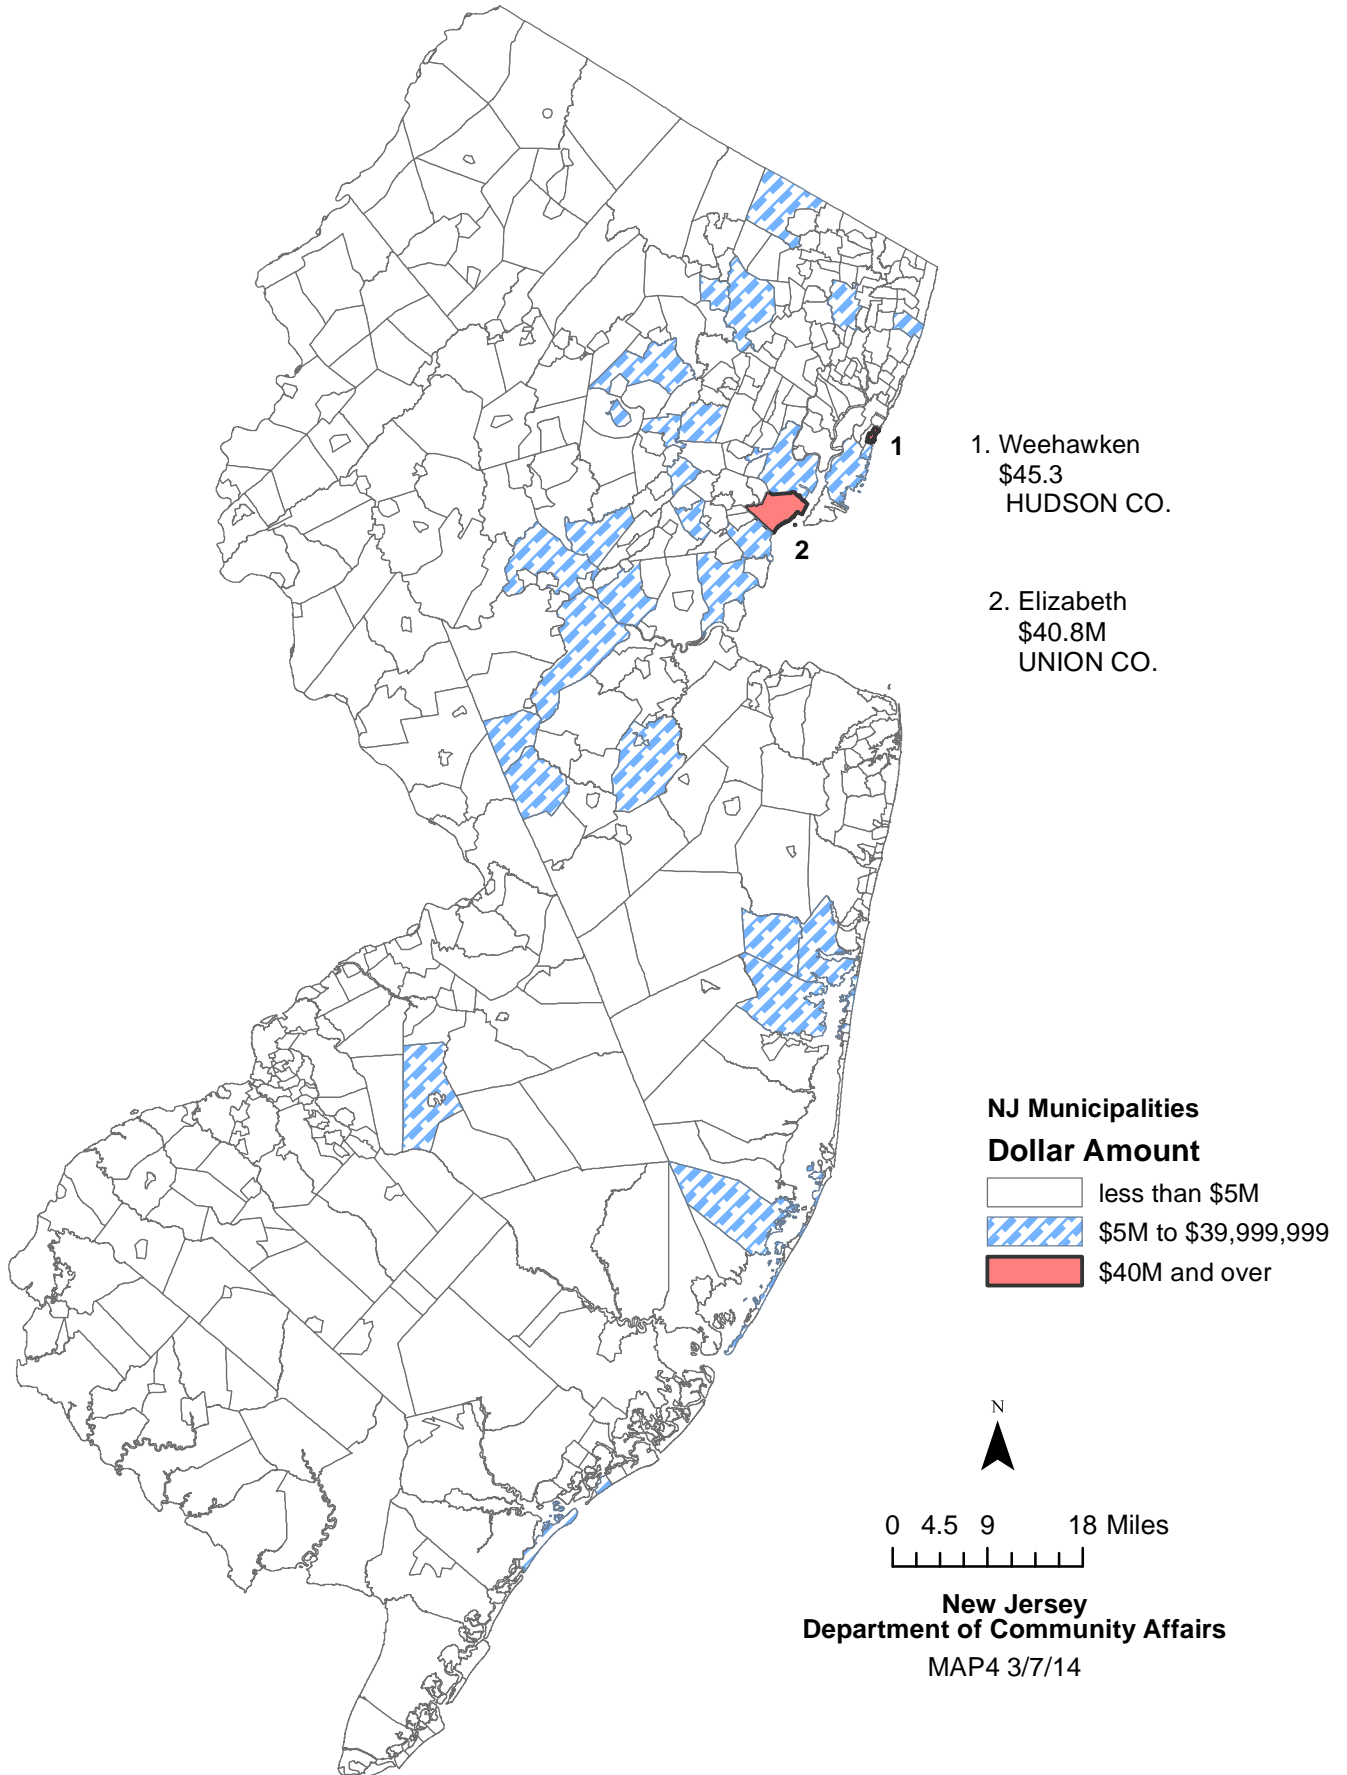 1
1. Weehawken
$45.3
HUDSON CO.
2
2. Elizabeth
$40.8M
UNION CO.
NJ Municipalities
Dollar Amount
less than $5M
$5M to $39,999,999
$40M and over
N
0 4.5 9 18 Miles
New Jersey
Department of Community Affairs
MAP4 3/7/14